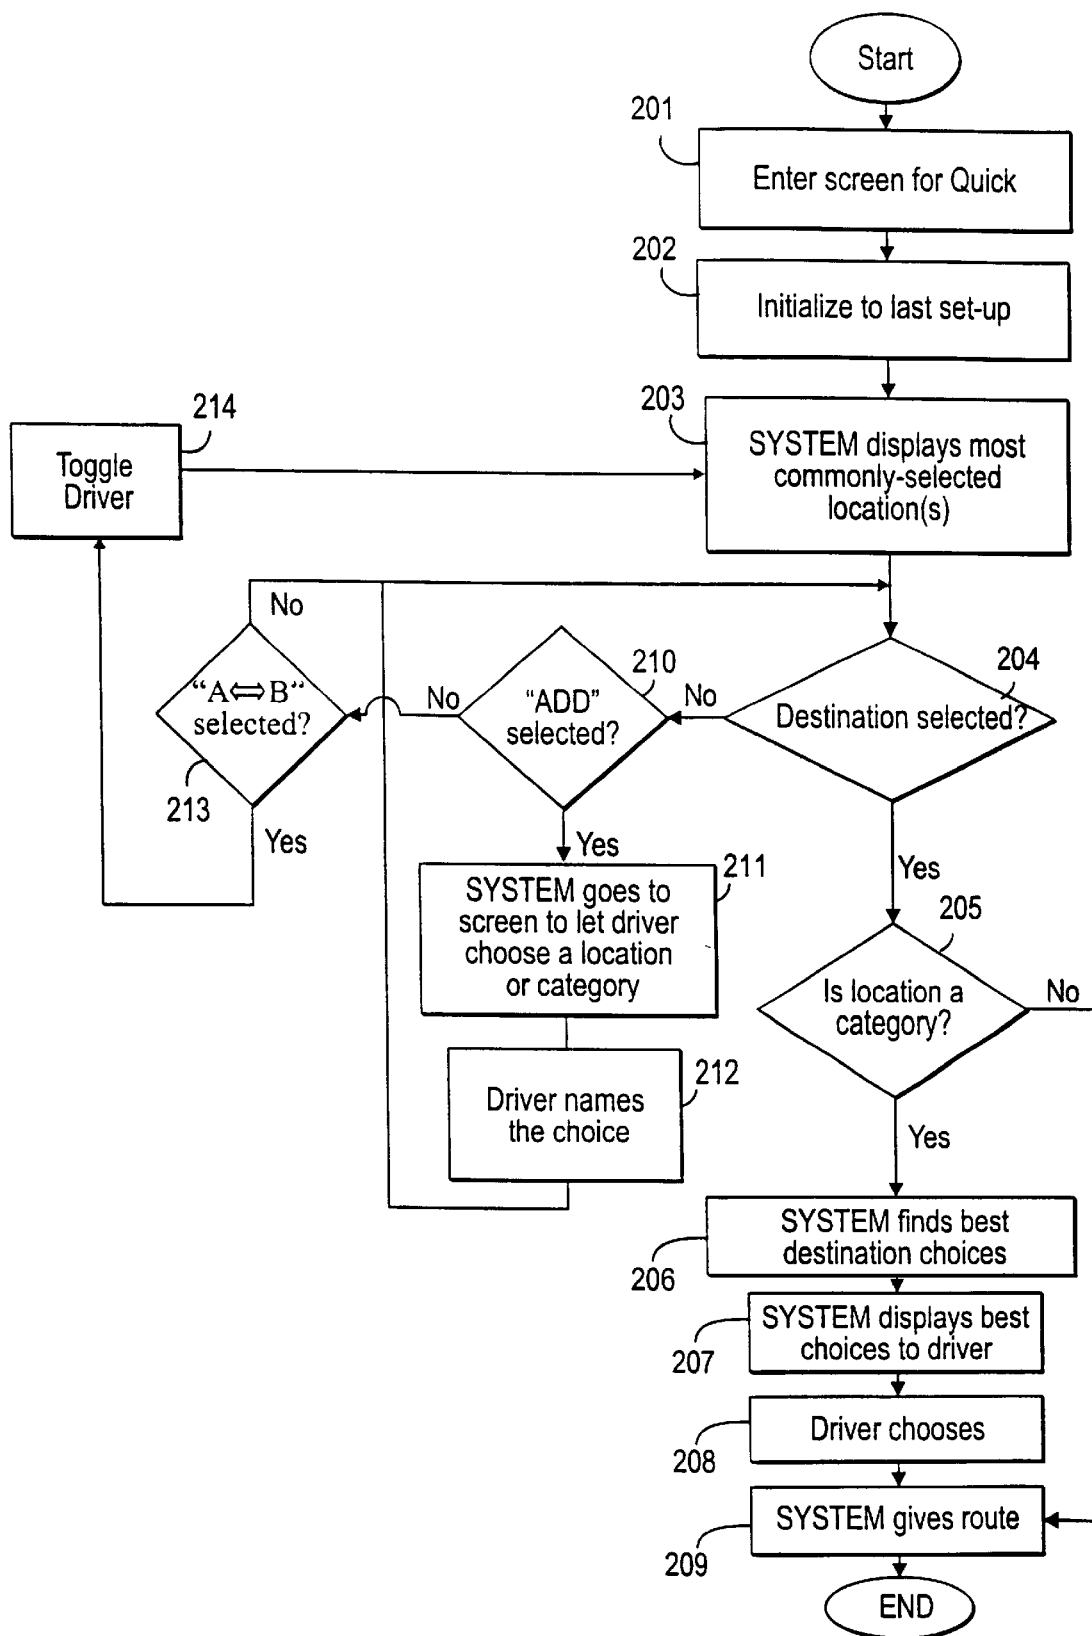 Start
201
Enter screen for Quick
202
Initialize to last set-up
203
SYSTEM displays most
commonly-selected
location(s)
214
Toggle
Driver
No
"A⇔B"
selected?
213
Yes
No
"ADD"
selected?
210
No
Destination selected?
204
Yes
SYSTEM goes to
screen to let driver
choose a location
or category
211
Driver names
the choice
212
Yes
205
Is location a
category?
No
Yes
SYSTEM finds best
destination choices
206
SYSTEM displays best
choices to driver
207
Driver chooses
208
SYSTEM gives route
209
END